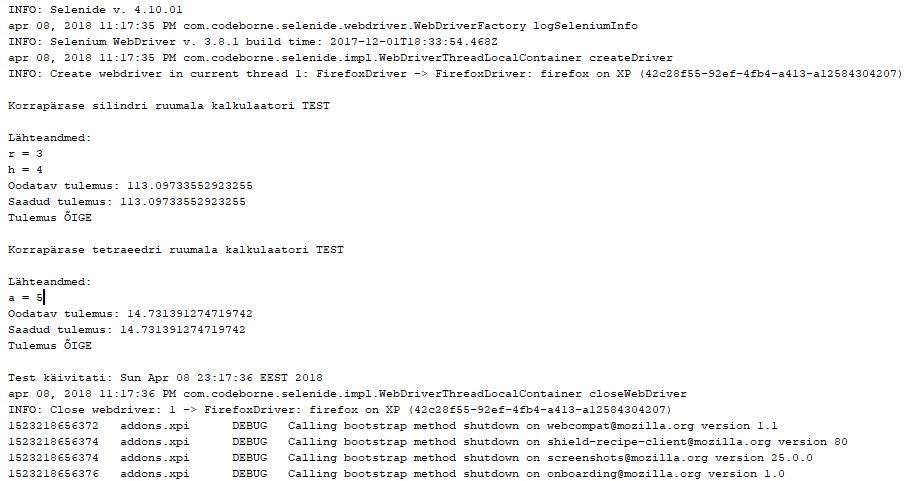 INFO: Selenide v. 4.10.01
apr 08, 2018 11:17:35 PM com.codeborne.selenide.webdriver.WebDriverFactory logSeleniumInfo
INFO: Selenium WebDriver v. 3.8.1 build time: 2017-12-01T18:33:54.468Z
apr 08, 2018 11:17:35 PM com.codeborne.selenide.impl.WebDriverThreadLocalContainer createDriver
INFO: Create webdriver in current thread 1: FirefoxDriver -> FirefoxDriver: firefox on XP (42c28f55-92ef-4fb4-a413-a12584304207)
Korrapärase silindri ruumala kalkulaatori TEST
Lähteandmed:
r = 3
h = 4
Oodatav tulemus: 113.09733552923255
Saadud tulemus: 113.09733552923255
Tulemus ÕIGE
Korrapärase tetraeedri ruumala kalkulaatori TEST
Lähteandmed:
a = 5
Oodatav tulemus: 14.731391274719742
Saadud tulemus: 14.731391274719742
Tulemus ÕIGE
Test käivitati: Sun Apr 08 23:17:36 EEST 2018
apr 08, 2018 11:17:36 PM com.codeborne.selenide.impl.WebDriverThreadLocalContainer closeWebDriver
INFO: Close webdriver: 1 -> FirefoxDriver: firefox on XP (42c28f55-92ef-4fb4-a413-a12584304207)
1523218656372 addons.xpi DEBUG Calling bootstrap method shutdown on webcompat@mozilla.org version 1.1
1523218656374 addons.xpi DEBUG Calling bootstrap method shutdown on shield-recipe-client@mozilla.org version 80
1523218656374 addons.xpi DEBUG Calling bootstrap method shutdown on screenshots@mozilla.org version 25.0.0
1523218656376 addons.xpi DEBUG Calling bootstrap method shutdown on onboarding@mozilla.org version 1.0